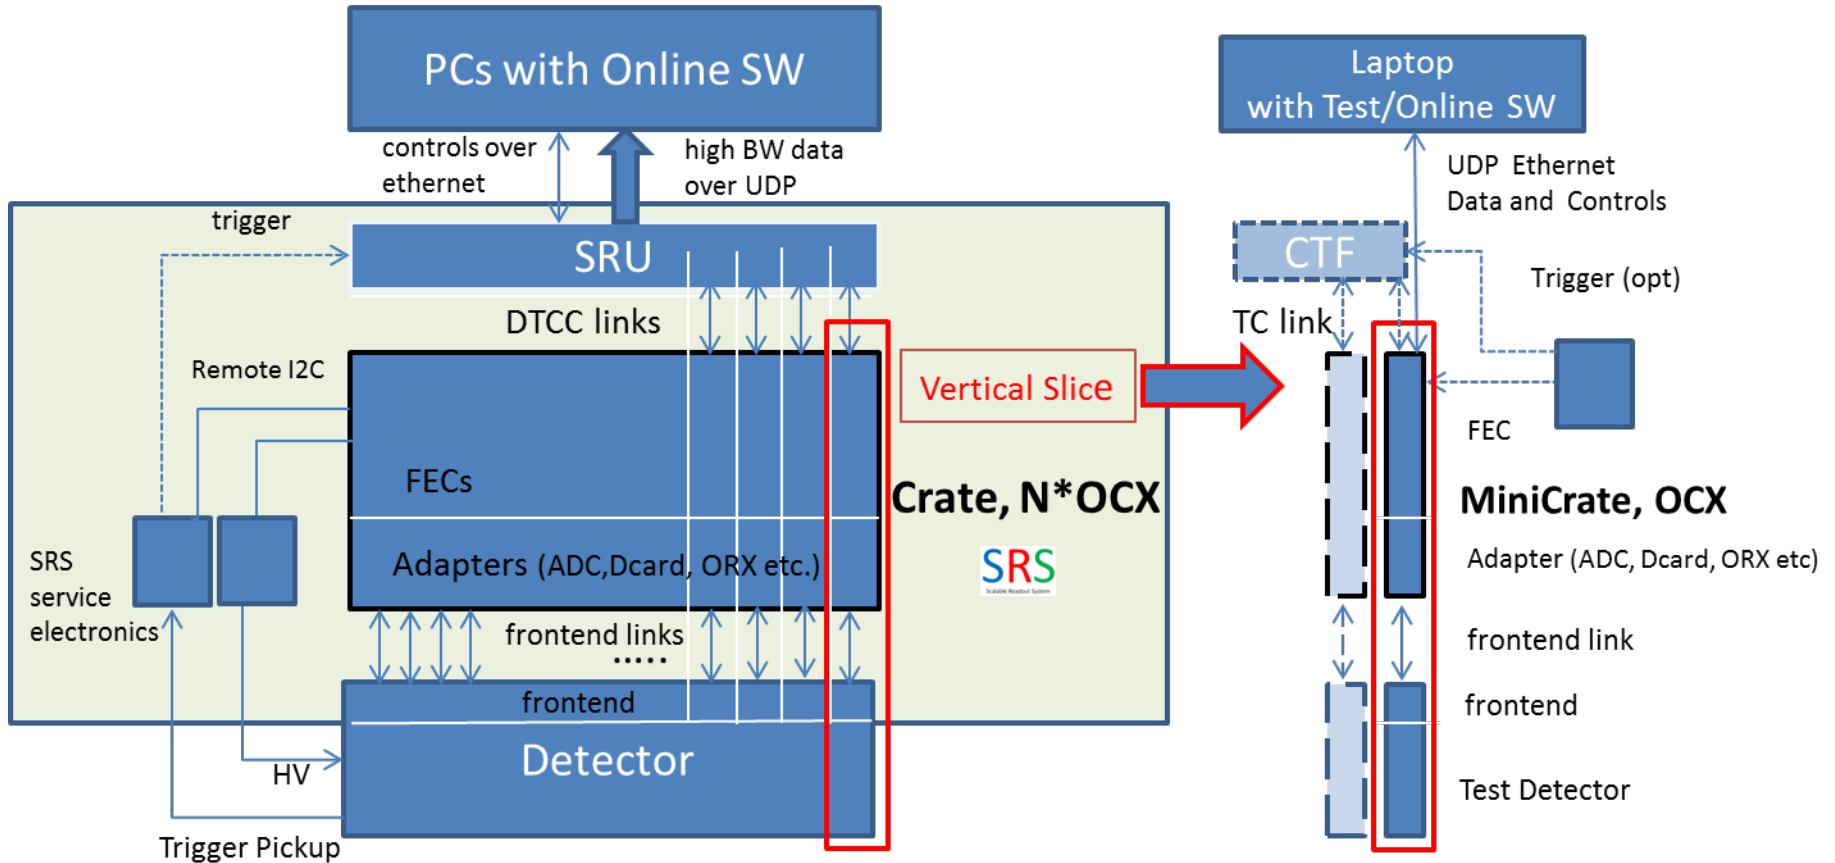 PCs with Online SW
controls over
ethernet
high BW data
over UDP
trigger
SRU
DTCC links
Remote I2C
FECs
Adapters (ADC,Dcard, ORX etc.)
SRS
service
electronics
frontend links
.....
frontend
Detector
HV
Trigger Pickup
Vertical Slice
Crate, N*OCX
SRS
Scalable Readout System
Laptop
with Test/Online SW
UDP Ethernet
Data and Controls
CTF
Trigger (opt)
TC link
FEC
MiniCrate, OCX
Adapter (ADC, Dcard, ORX etc)
frontend link
frontend
Test Detector